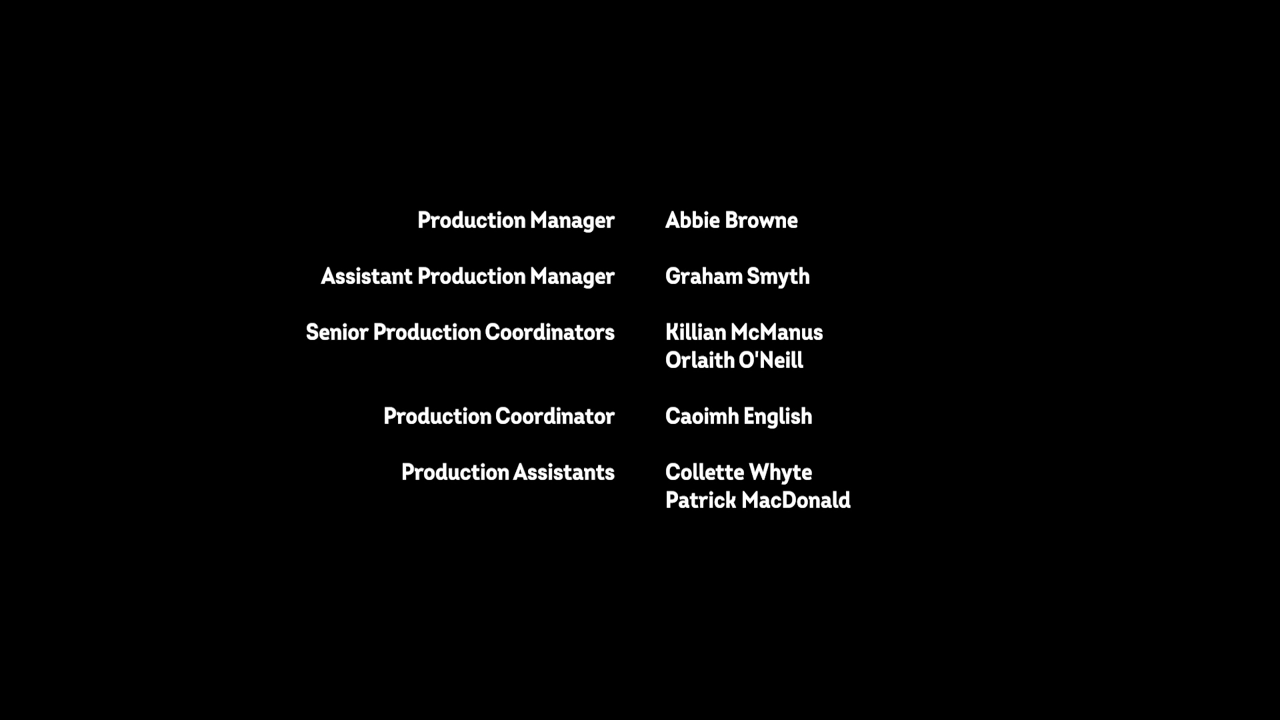 Production Manager Abbie Browne
Assistant Production Manager Graham Smyth
Senior Production Coordinators Killian McManus
Orlaith O'Neill
Production Coordinator Caoimh English
Production Assistants Collette Whyte
Patrick MacDonald